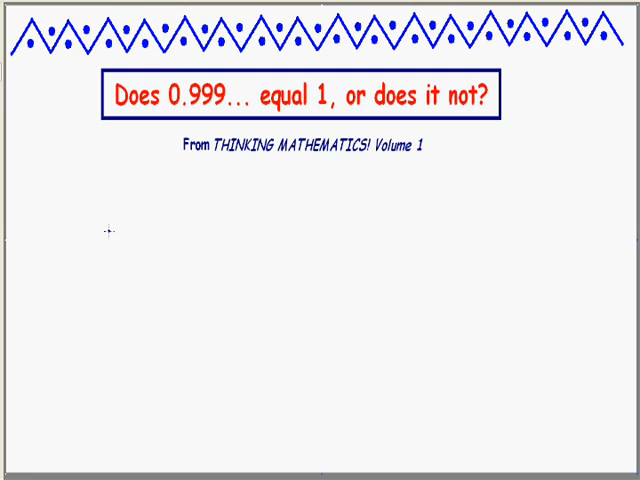 Does 0.999... equal 1, or does it not?
From THINKING MATHEMATICS! Volume 1